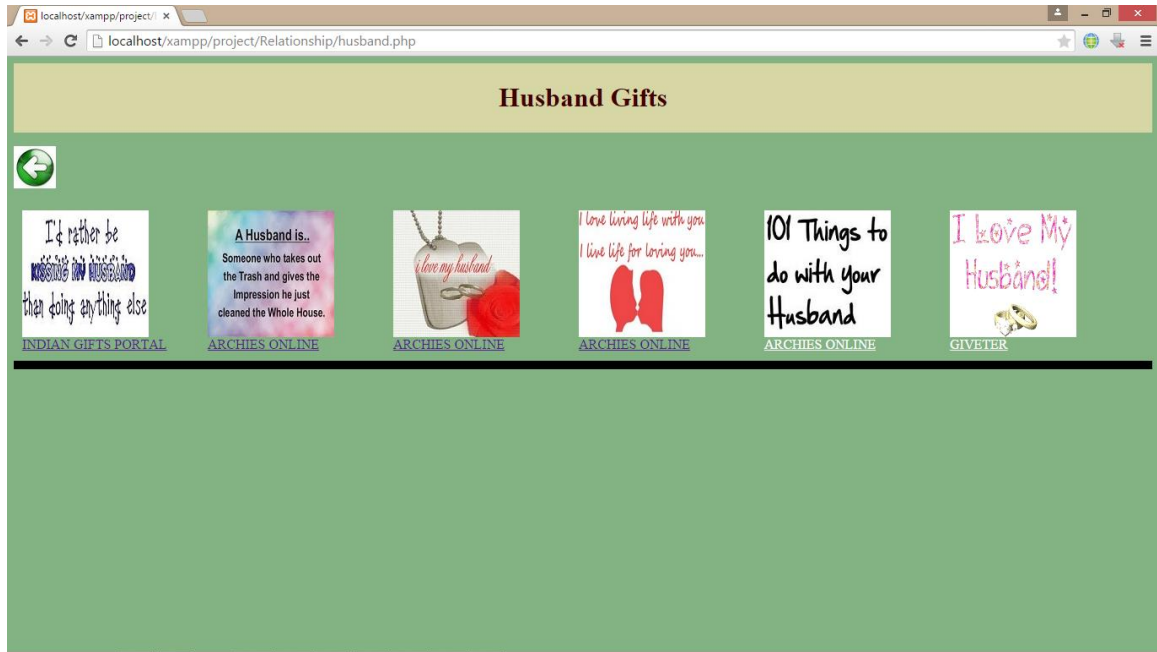 localhost/xampp/project/
localhost/xampp/project/Relationship/husband.php
Husband Gifts
I'd rather be
KISSING MY HUSBAND
than doing anything else
INDIAN GIFTS PORTAL
A Husband is..
Someone who takes out
the Trash and gives the
Impression he just
cleaned the Whole House.
ARCHIES ONLINE
i love my husband
ARCHIES ONLINE
I love living life with you
I live life for loving you...
ARCHIES ONLINE
101 Things to
do with your
Husband
ARCHIES ONLINE
I Love My
Husband!
GIVETER